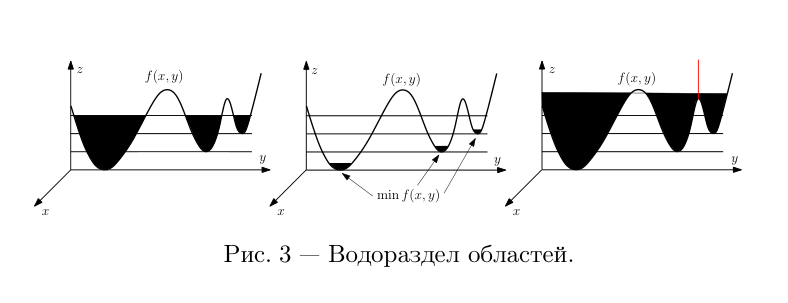 z
f(x, y)
y
x
z
f(x, y)
y
min f(x, y)
x
z
f(x, y)
y
x
Рис. 3 — Водораздел областей.